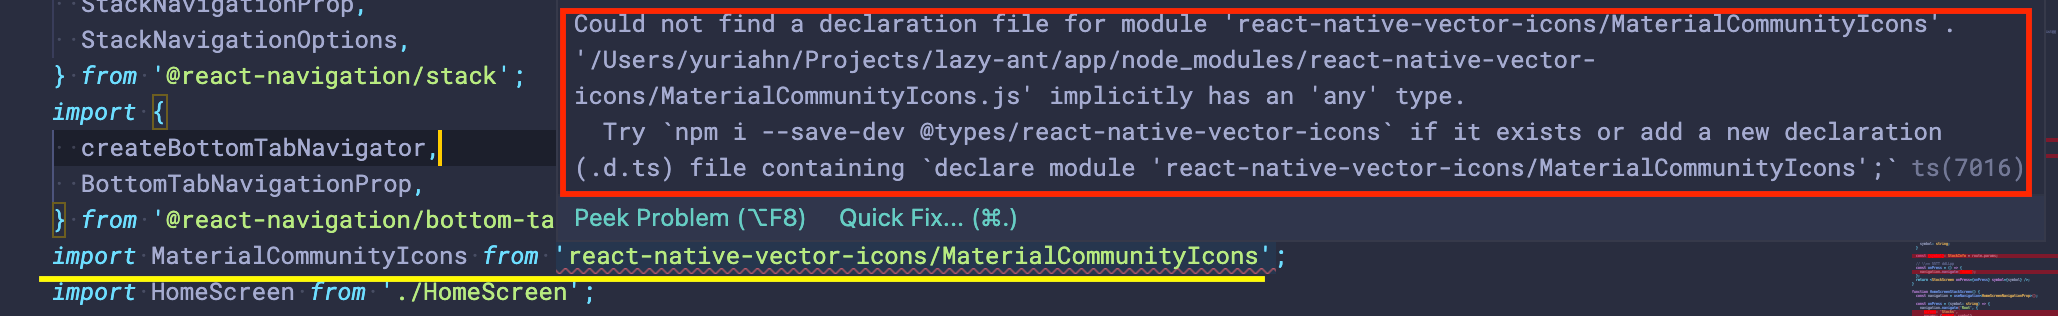 StackNavigationProp,
StackNavigationOptions,
} from '@react-navigation/stack';
import {
createBottomTabNavigator,
BottomTabNavigationProp,
} from '@react-navigation/bottom-ta
import MaterialCommunityIcons from 'react-native-vector-icons/MaterialCommunityIcons';
import HomeScreen from './HomeScreen';
Could not find a declaration file for module 'react-native-vector-icons/MaterialCommunityIcons'.
'/Users/yuriahn/Projects/lazy-ant/app/node_modules/react-native-vector-
icons/MaterialCommunityIcons.js' implicitly has an 'any' type.
Try `npm i --save-dev @types/react-native-vector-icons` if it exists or add a new declaration
(.d.ts) file containing `declare module 'react-native-vector-icons/MaterialCommunityIcons';` ts(7016)
Peek Problem (⌥F8) Quick Fix... (⌘.)